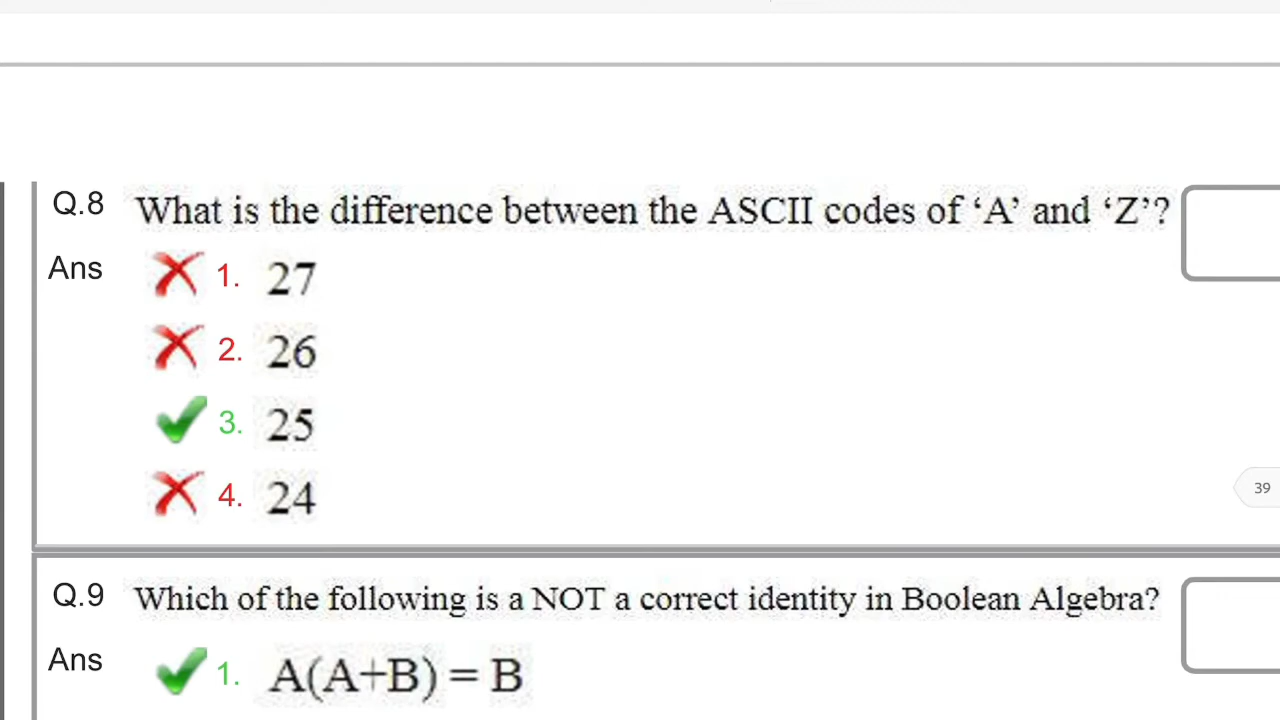 Q.8 What is the difference between the ASCII codes of ‘A’ and ‘Z’?
Ans 1. 27
2. 26
3. 25
4. 24
39
Q.9 Which of the following is a NOT a correct identity in Boolean Algebra?
Ans 1. A(A+B) = B